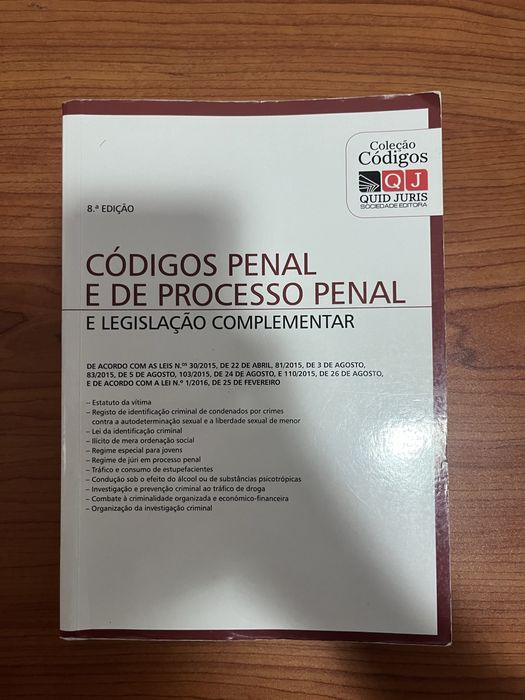 Coleção
Códigos
QJ
QUID JURIS
SOCIEDADE EDITORA
8.ª EDIÇÃO
CÓDIGOS PENAL
E DE PROCESSO PENAL
E LEGISLAÇÃO COMPLEMENTAR
DE ACORDO COM AS LEIS N.ºs 30/2015, DE 22 DE ABRIL, 81/2015, DE 3 DE AGOSTO,
83/2015, DE 5 DE AGOSTO, 103/2015, DE 24 DE AGOSTO, E 110/2015, DE 26 DE AGOSTO,
E DE ACORDO COM A LEI N.º 1/2016, DE 25 DE FEVEREIRO
– Estatuto da vítima
– Registo de identificação criminal de condenados por crimes
contra a autodeterminação sexual e a liberdade sexual de menor
– Lei da identificação criminal
– Ilícito de mera ordenação social
– Regime especial para jovens
– Regime de júri em processo penal
– Tráfico e consumo de estupefacientes
– Condução sob o efeito do álcool ou de substâncias psicotrópicas
– Investigação e prevenção criminal ao tráfico de droga
– Combate à criminalidade organizada e económico-financeira
– Organização da investigação criminal